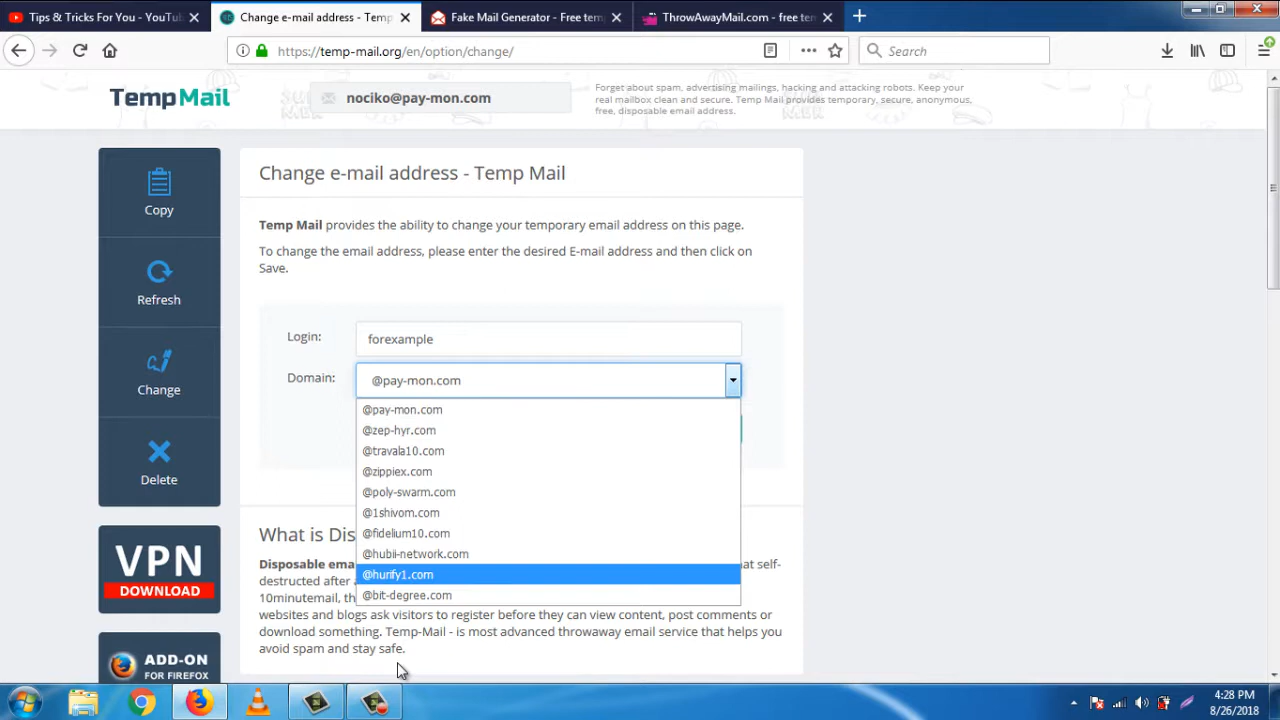 Tips & Tricks For You - YouTu
Change e-mail address - Temp
Fake Mail Generator - Free tem
ThrowAwayMail.com - free te
https://temp-mail.org/en/option/change/
Search
TempMail
nociko@pay-mon.com
Forget about spam, advertising mailings, hacking and attacking robots. Keep your
real mailbox clean and secure. Temp Mail provides temporary, secure, anonymous,
free, disposable email address.
Copy
Refresh
Change
Delete
VPN
DOWNLOAD
ADD-ON
FOR FIREFOX
Change e-mail address - Temp Mail
Temp Mail provides the ability to change your temporary email address on this page.
To change the email address, please enter the desired E-mail address and then click on
Save.
Login:
forexample
Domain:
@pay-mon.com
@pay-mon.com
@zep-hyr.com
@travala10.com
@zippiex.com
@poly-swarm.com
@1shivom.com
@fidelium10.com
@hubii-network.com
@hurify1.com
@bit-degree.com
What is Dis
Disposable ema
hat self-
destructed after a
10minutemail, th
websites and blogs ask visitors to register before they can view content, post comments or
download something. Temp-Mail - is most advanced throwaway email service that helps you
avoid spam and stay safe.
4:28 PM
8/26/2018